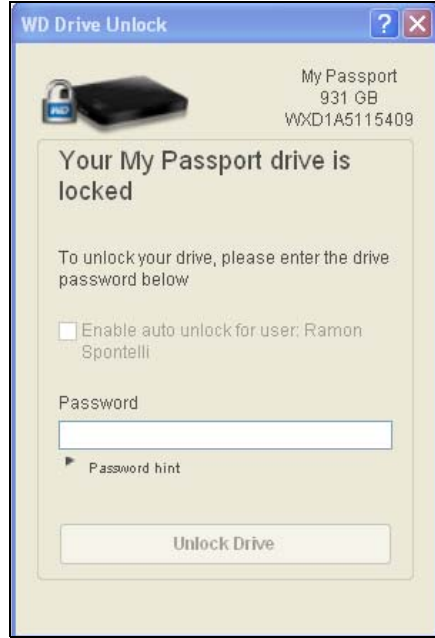 WD Drive Unlock
?
WD
My Passport
931 GB
WXD1A5115409
Your My Passport drive is
locked
To unlock your drive, please enter the drive
password below
Enable auto unlock for user: Ramon
Spontelli
Password
Password hint
Unlock Drive